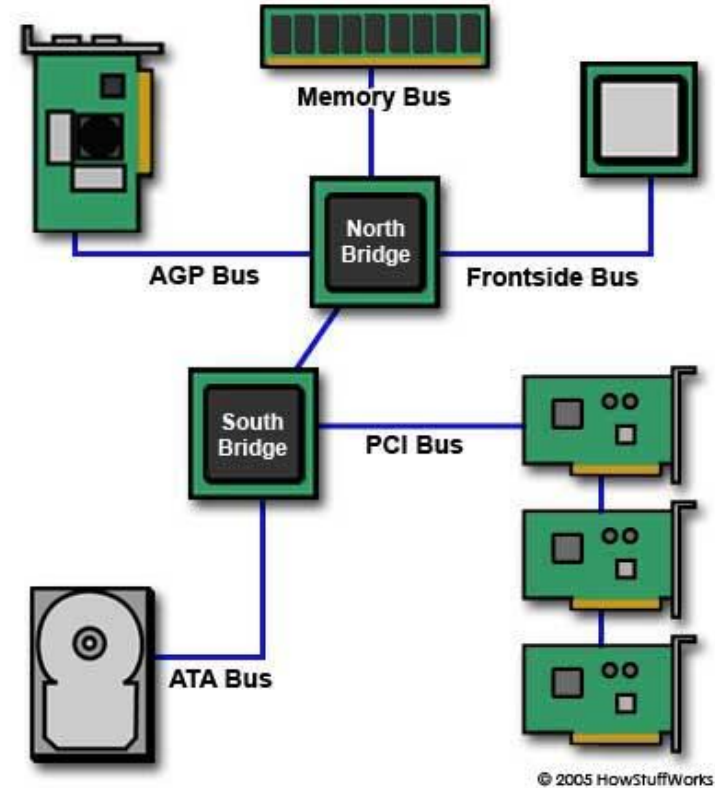 Memory Bus
North
Bridge
AGP Bus
Frontside Bus
South
Bridge
PCI Bus
ATA Bus
© 2005 HowStuffWorks